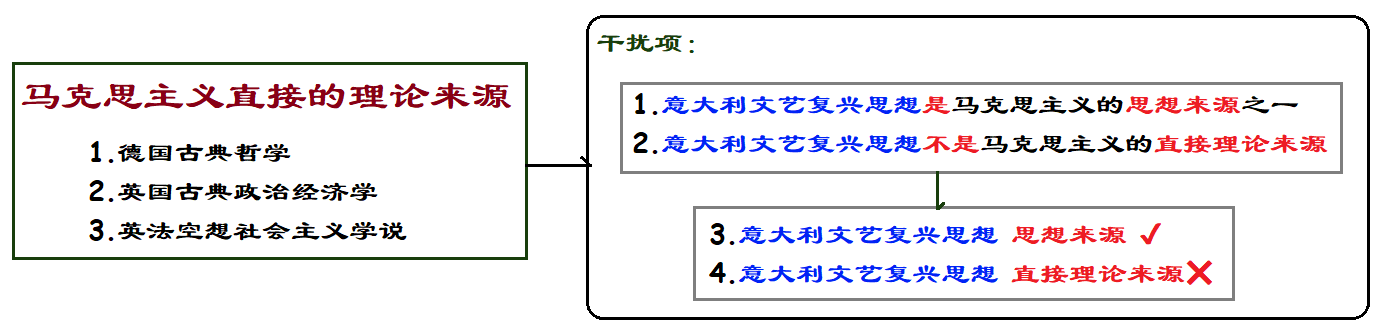 马克思主义直接的理论来源
1.德国古典哲学
2.英国古典政治经济学
3.英法空想社会主义学说
干扰项：
1.意大利文艺复兴思想是马克思主义的思想来源之一
2.意大利文艺复兴思想不是马克思主义的直接理论来源
3.意大利文艺复兴思想 思想来源 ✓
4.意大利文艺复兴思想 直接理论来源❌